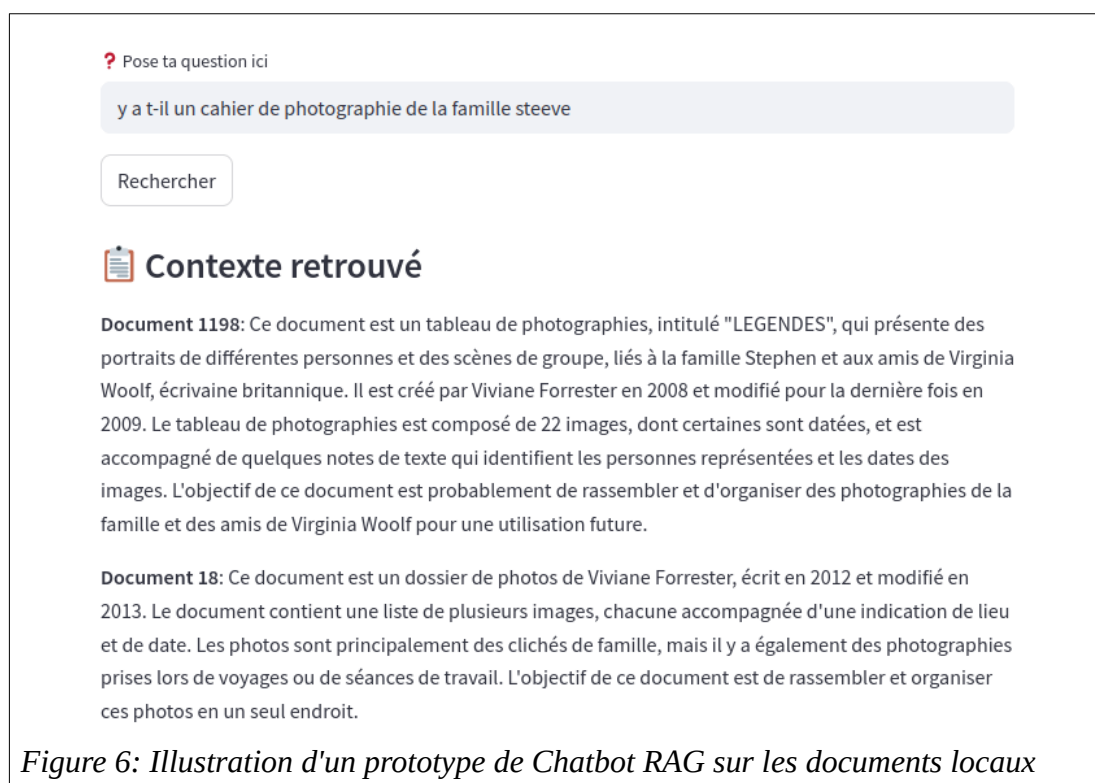 ❓ Pose ta question ici
y a t-il un cahier de photographie de la famille steeve
Rechercher
📋 Contexte retrouvé
Document 1198: Ce document est un tableau de photographies, intitulé "LEGENDES", qui présente des
portraits de différentes personnes et des scènes de groupe, liés à la famille Stephen et aux amis de Virginia
Woolf, écrivaine britannique. Il est créé par Viviane Forrester en 2008 et modifié pour la dernière fois en
2009. Le tableau de photographies est composé de 22 images, dont certaines sont datées, et est
accompagné de quelques notes de texte qui identifient les personnes représentées et les dates des
images. L'objectif de ce document est probablement de rassembler et d'organiser des photographies de la
famille et des amis de Virginia Woolf pour une utilisation future.
Document 18: Ce document est un dossier de photos de Viviane Forrester, écrit en 2012 et modifié en
2013. Le document contient une liste de plusieurs images, chacune accompagnée d'une indication de lieu
et de date. Les photos sont principalement des clichés de famille, mais il y a également des photographies
prises lors de voyages ou de séances de travail. L'objectif de ce document est de rassembler et organiser
ces photos en un seul endroit.
Figure 6: Illustration d'un prototype de Chatbot RAG sur les documents locaux